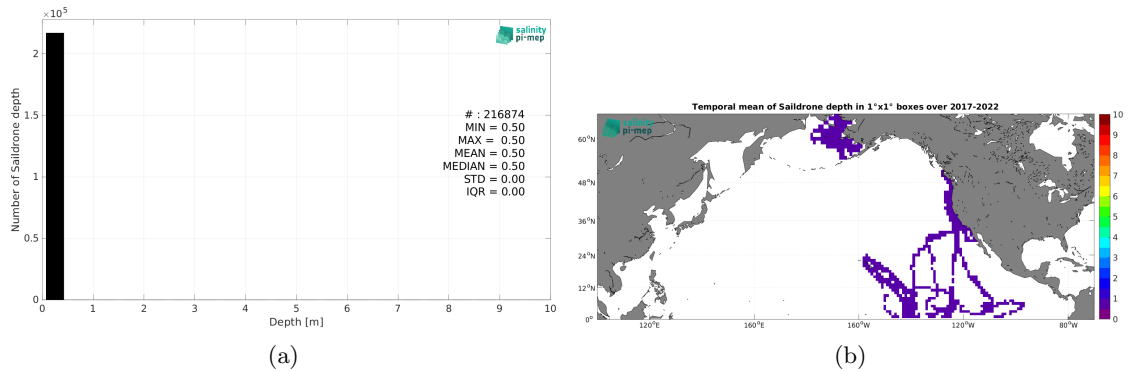 ×10⁵
2
1.5
1
0.5
0
Number of Saildrone depth
0 1 2 3 4 5 6 7 8 9 10
Depth [m]
salinity
pi-mep
# : 216874
MIN = 0.50
MAX = 0.50
MEAN = 0.50
MEDIAN = 0.50
STD = 0.00
IQR = 0.00
(a)
Temporal mean of Saildrone depth in 1°x1° boxes over 2017-2022
salinity
pi-mep
60°N
48°N
36°N
24°N
12°N
0°
120°E 160°E 160°W 120°W 80°W
10
9
8
7
6
5
4
3
2
1
0
(b)